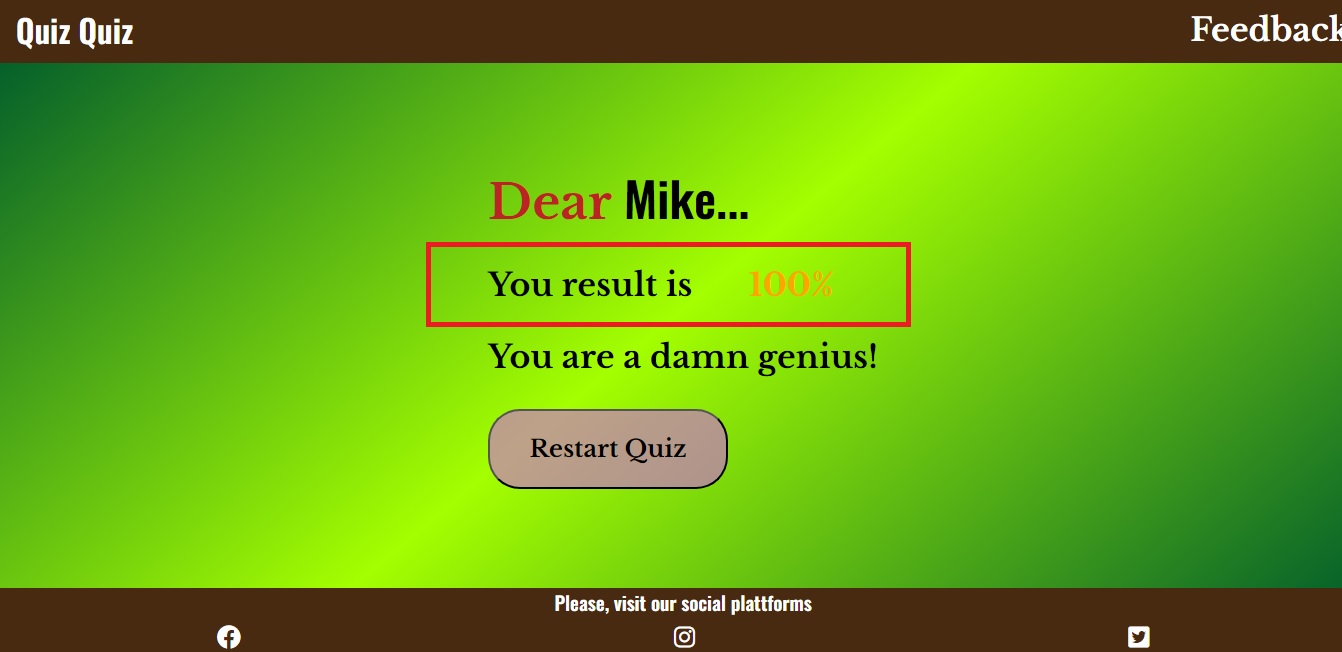 Quiz Quiz
Feedback
Dear Mike...
You result is 100%
You are a damn genius!
Restart Quiz
Please, visit our social plattforms